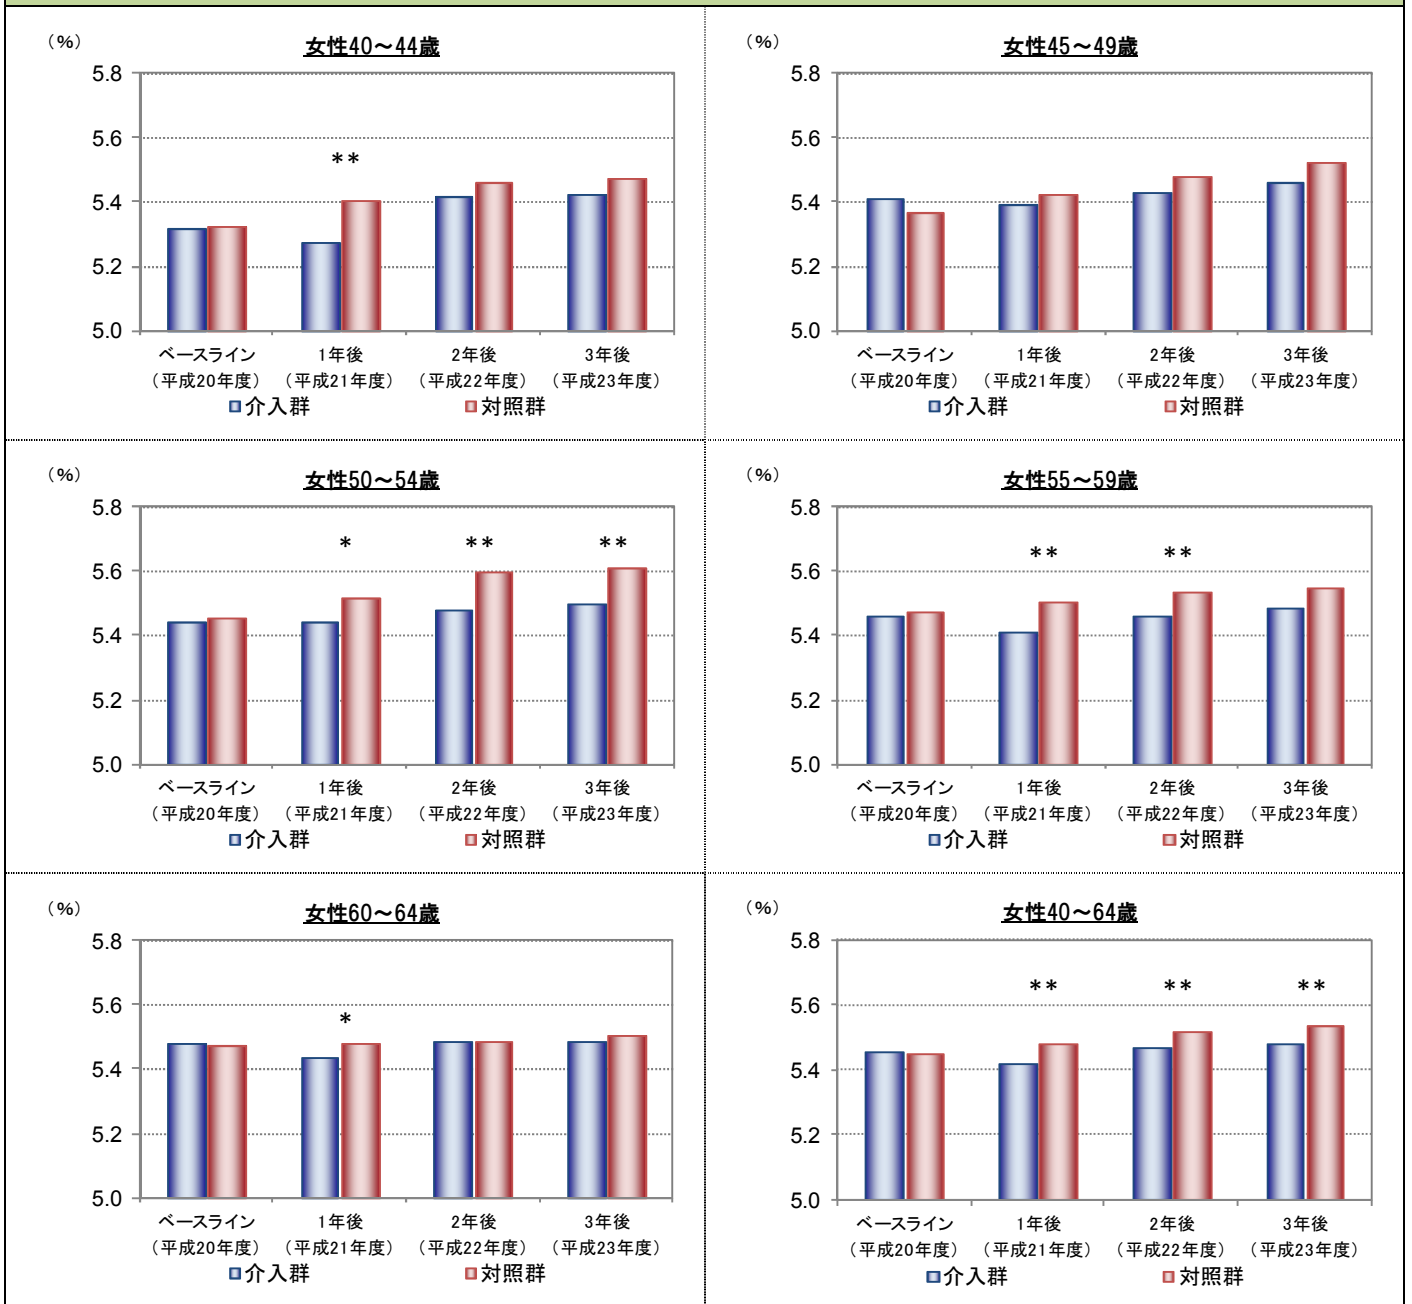 （%）
女性40～44歳
5.8
5.6
**
5.4
5.2
5.0
ベースライン 1年後 2年後 3年後
（平成20年度） （平成21年度） （平成22年度） （平成23年度）
介入群 対照群
（%）
女性45～49歳
5.8
5.6
5.4
5.2
5.0
ベースライン 1年後 2年後 3年後
（平成20年度） （平成21年度） （平成22年度） （平成23年度）
介入群 対照群
（%）
女性50～54歳
5.8
* ** **
5.6
5.4
5.2
5.0
ベースライン 1年後 2年後 3年後
（平成20年度） （平成21年度） （平成22年度） （平成23年度）
介入群 対照群
（%）
女性55～59歳
5.8
** **
5.6
5.4
5.2
5.0
ベースライン 1年後 2年後 3年後
（平成20年度） （平成21年度） （平成22年度） （平成23年度）
介入群 対照群
（%）
女性60～64歳
5.8
5.6
*
5.4
5.2
5.0
ベースライン 1年後 2年後 3年後
（平成20年度） （平成21年度） （平成22年度） （平成23年度）
介入群 対照群
（%）
女性40～64歳
5.8
** ** **
5.6
5.4
5.2
5.0
ベースライン 1年後 2年後 3年後
（平成20年度） （平成21年度） （平成22年度） （平成23年度）
介入群 対照群